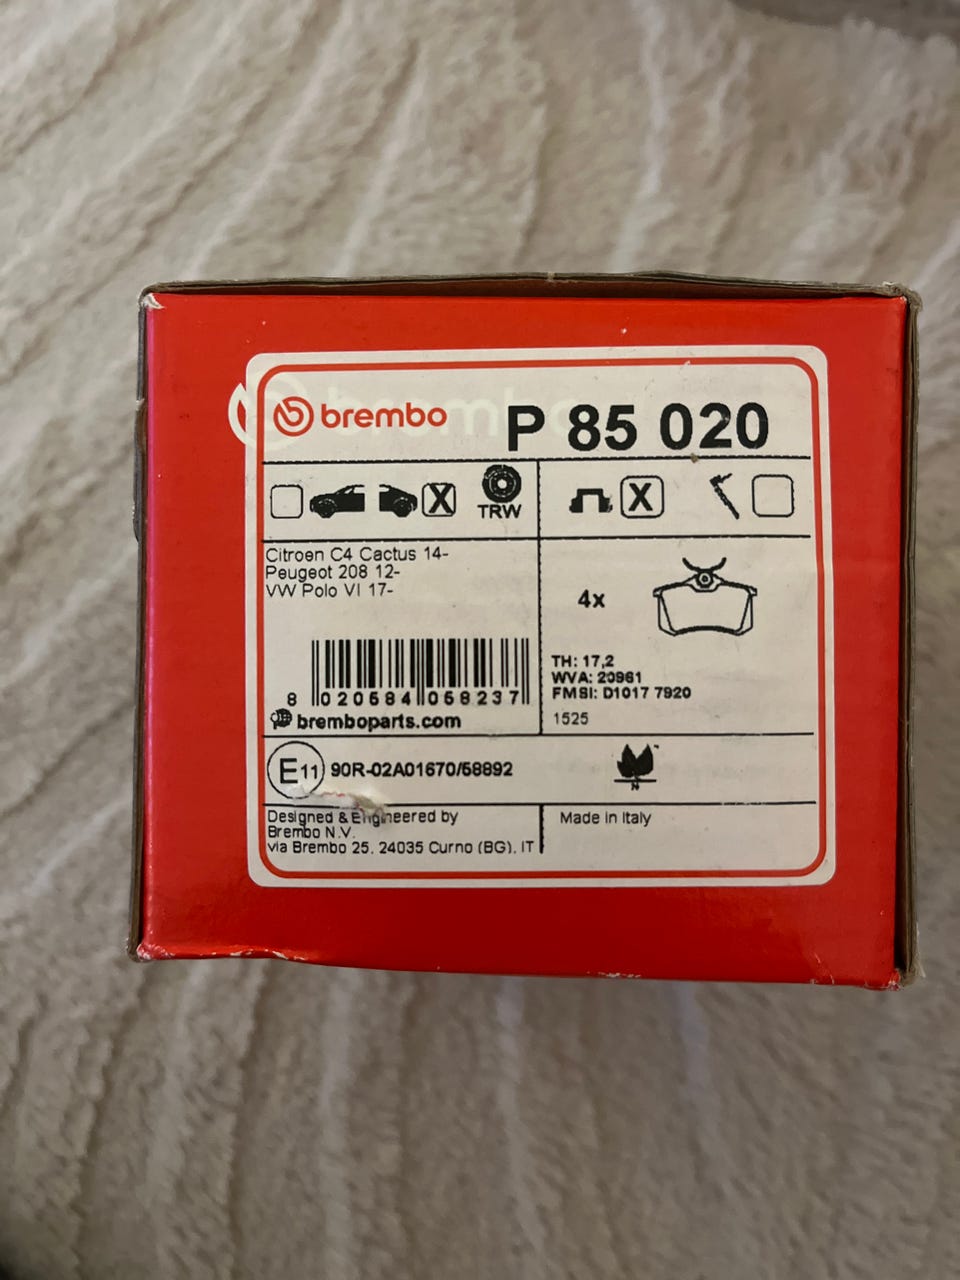 brembo P 85 020
X TRW X
Citroen C4 Cactus 14-
Peugeot 208 12-
VW Polo VI 17-
4x
8 020584 058237
bremboparts.com
TH: 17,2
WVA: 20961
FMSI: D1017 7920
1525
E11 90R-02A01670/58892
N
Designed & Engineered by
Brembo N.V.
via Brembo 25. 24035 Curno (BG). IT
Made in Italy